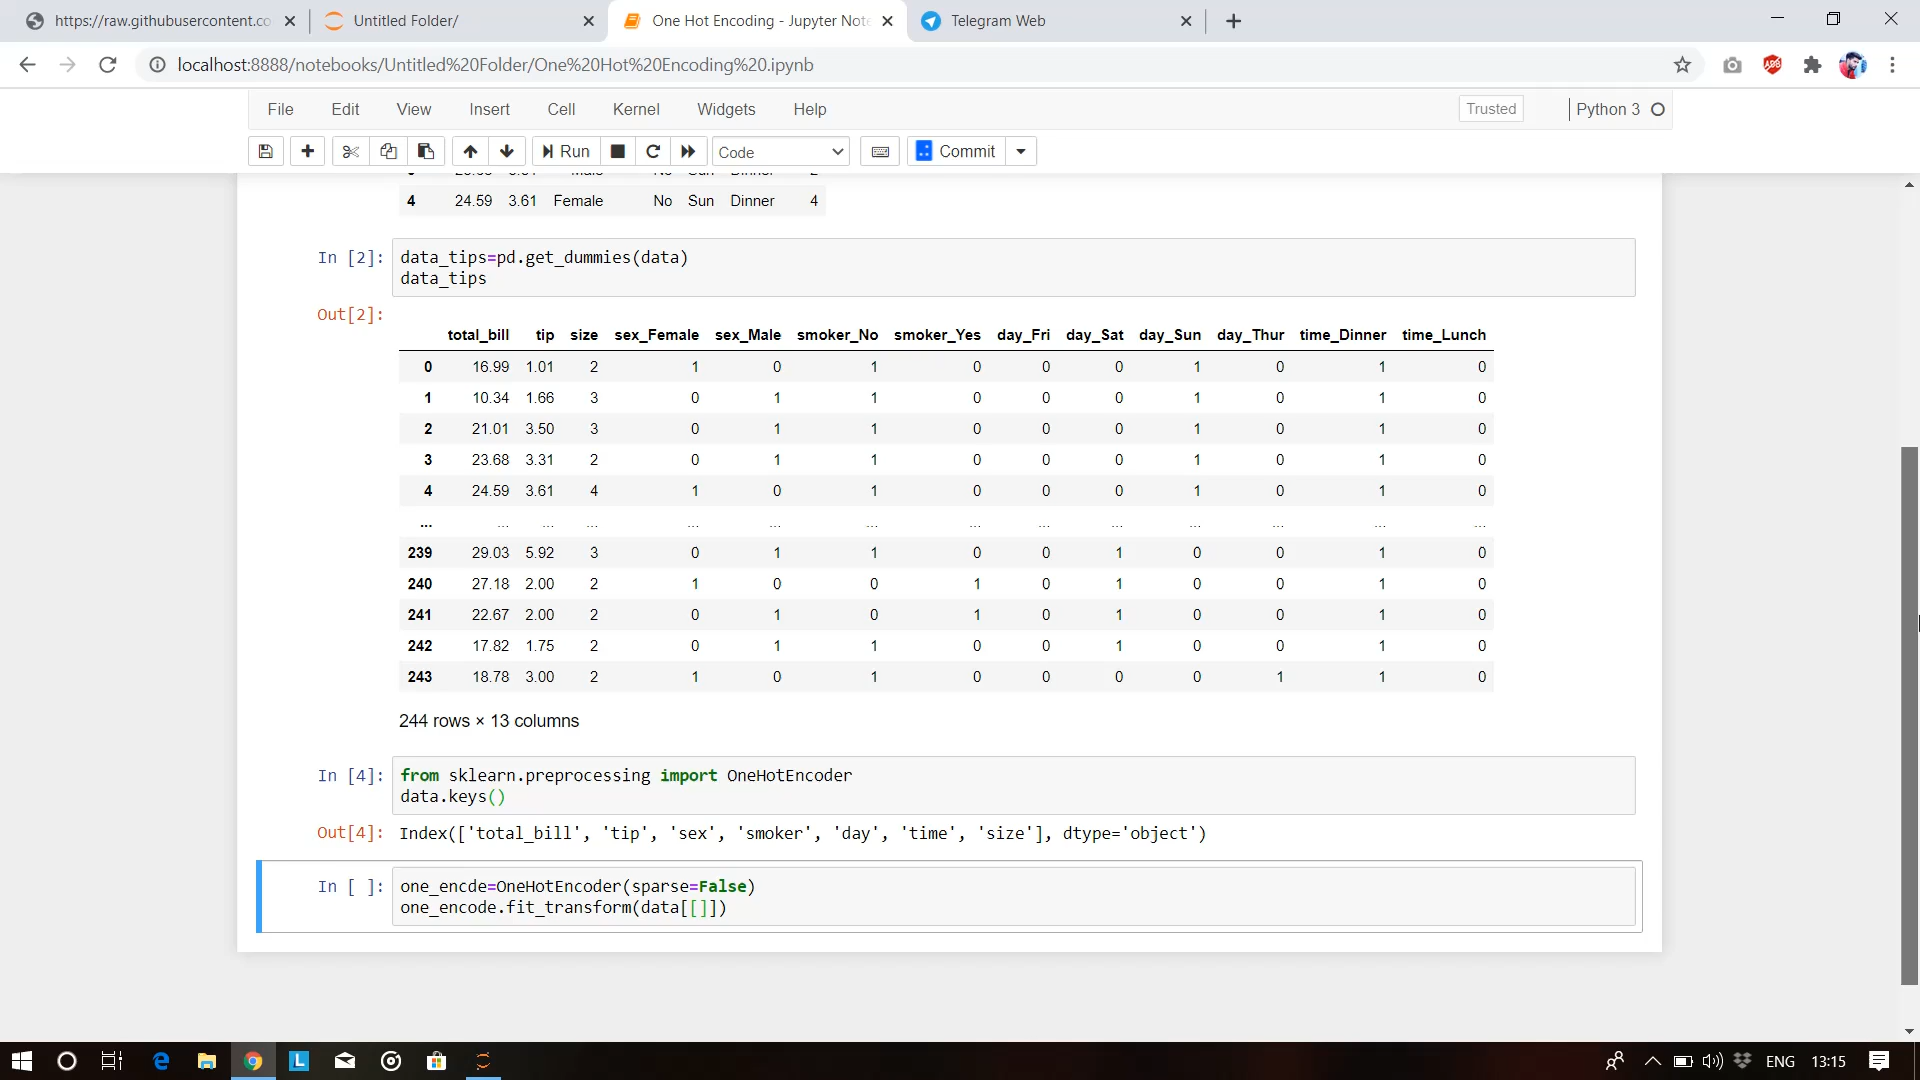 https://raw.githubusercontent.co
Untitled Folder/
One Hot Encoding - Jupyter Note
Telegram Web
localhost:8888/notebooks/Untitled%20Folder/One%20Hot%20Encoding%20.ipynb
File Edit View Insert Cell Kernel Widgets Help Trusted Python 3
Run Code Commit
4 24.59 3.61 Female No Sun Dinner 4
In [2]: data_tips=pd.get_dummies(data)
data_tips
Out[2]:
total_bill tip size sex_Female sex_Male smoker_No smoker_Yes day_Fri day_Sat day_Sun day_Thur time_Dinner time_Lunch
0 16.99 1.01 2 1 0 1 0 0 0 1 0 1 0
1 10.34 1.66 3 0 1 1 0 0 0 1 0 1 0
2 21.01 3.50 3 0 1 1 0 0 0 1 0 1 0
3 23.68 3.31 2 0 1 1 0 0 0 1 0 1 0
4 24.59 3.61 4 1 0 1 0 0 0 1 0 1 0
... ... ... ... ... ... ... ... ... ... ... ... ... ...
239 29.03 5.92 3 0 1 1 0 0 1 0 0 1 0
240 27.18 2.00 2 1 0 0 1 0 1 0 0 1 0
241 22.67 2.00 2 0 1 0 1 0 1 0 0 1 0
242 17.82 1.75 2 0 1 1 0 0 1 0 0 1 0
243 18.78 3.00 2 1 0 1 0 0 0 0 1 1 0
244 rows × 13 columns
In [4]: from sklearn.preprocessing import OneHotEncoder
data.keys()
Out[4]: Index(['total_bill', 'tip', 'sex', 'smoker', 'day', 'time', 'size'], dtype='object')
In [ ]: one_encde=OneHotEncoder(sparse=False)
one_encode.fit_transform(data[[]])
ENG 13:15